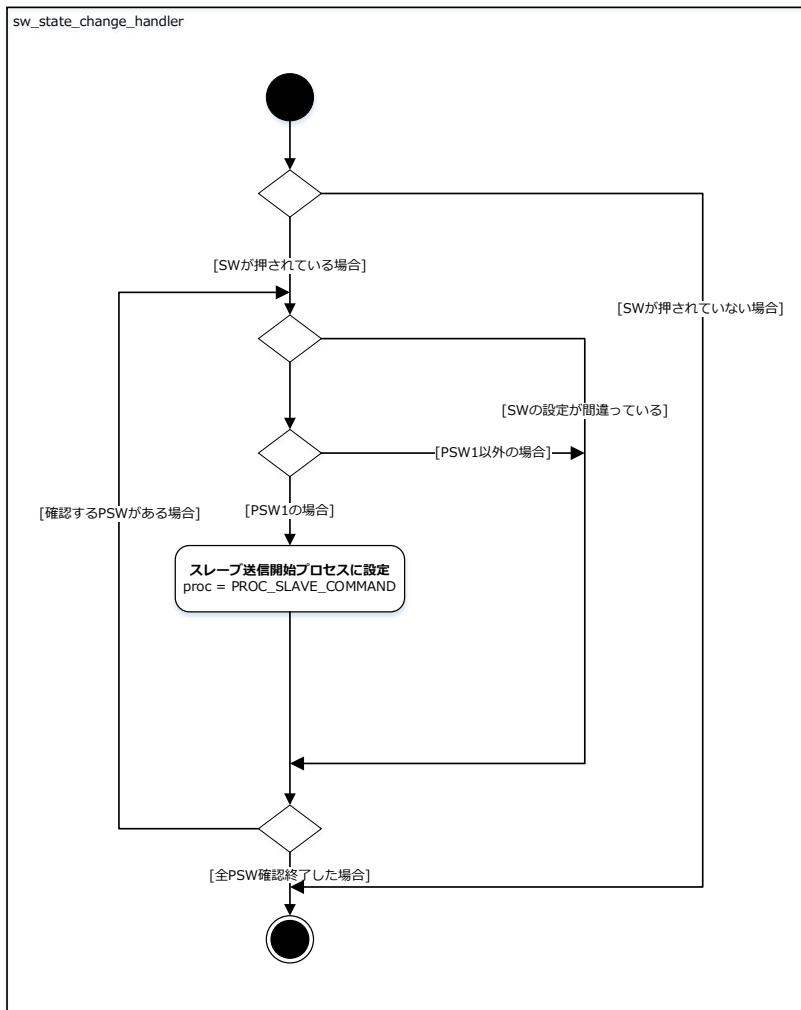 sw_state_change_handler
[SWが押されている場合]
[SWが押されていない場合]
[SWの設定が間違っている]
[PSW1以外の場合]
[確認するPSWがある場合]
[PSW1の場合]
スレーブ送信開始プロセスに設定
proc = PROC_SLAVE_COMMAND
[全PSW確認終了した場合]